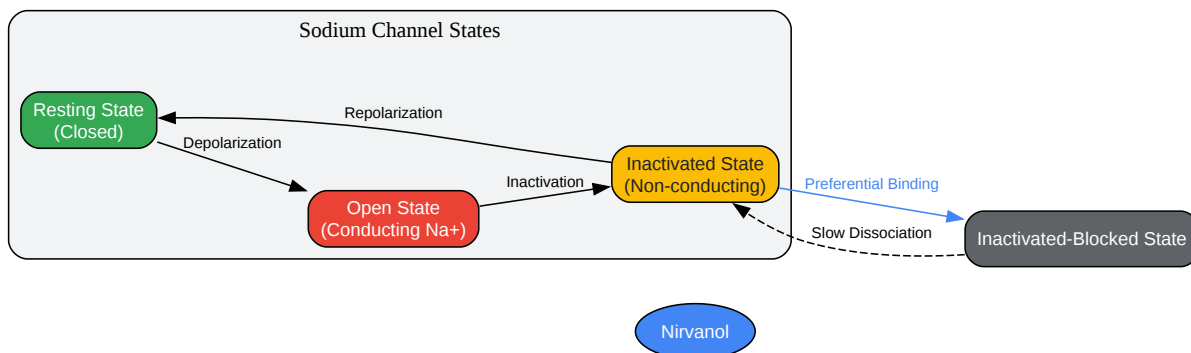 Sodium Channel States
Resting State
(Closed)
Repolarization
Depolarization
Inactivated State
(Non-conducting)
Inactivation
Open State
(Conducting Na+)
Preferential Binding
Slow Dissociation
Inactivated-Blocked State
Nirvanol